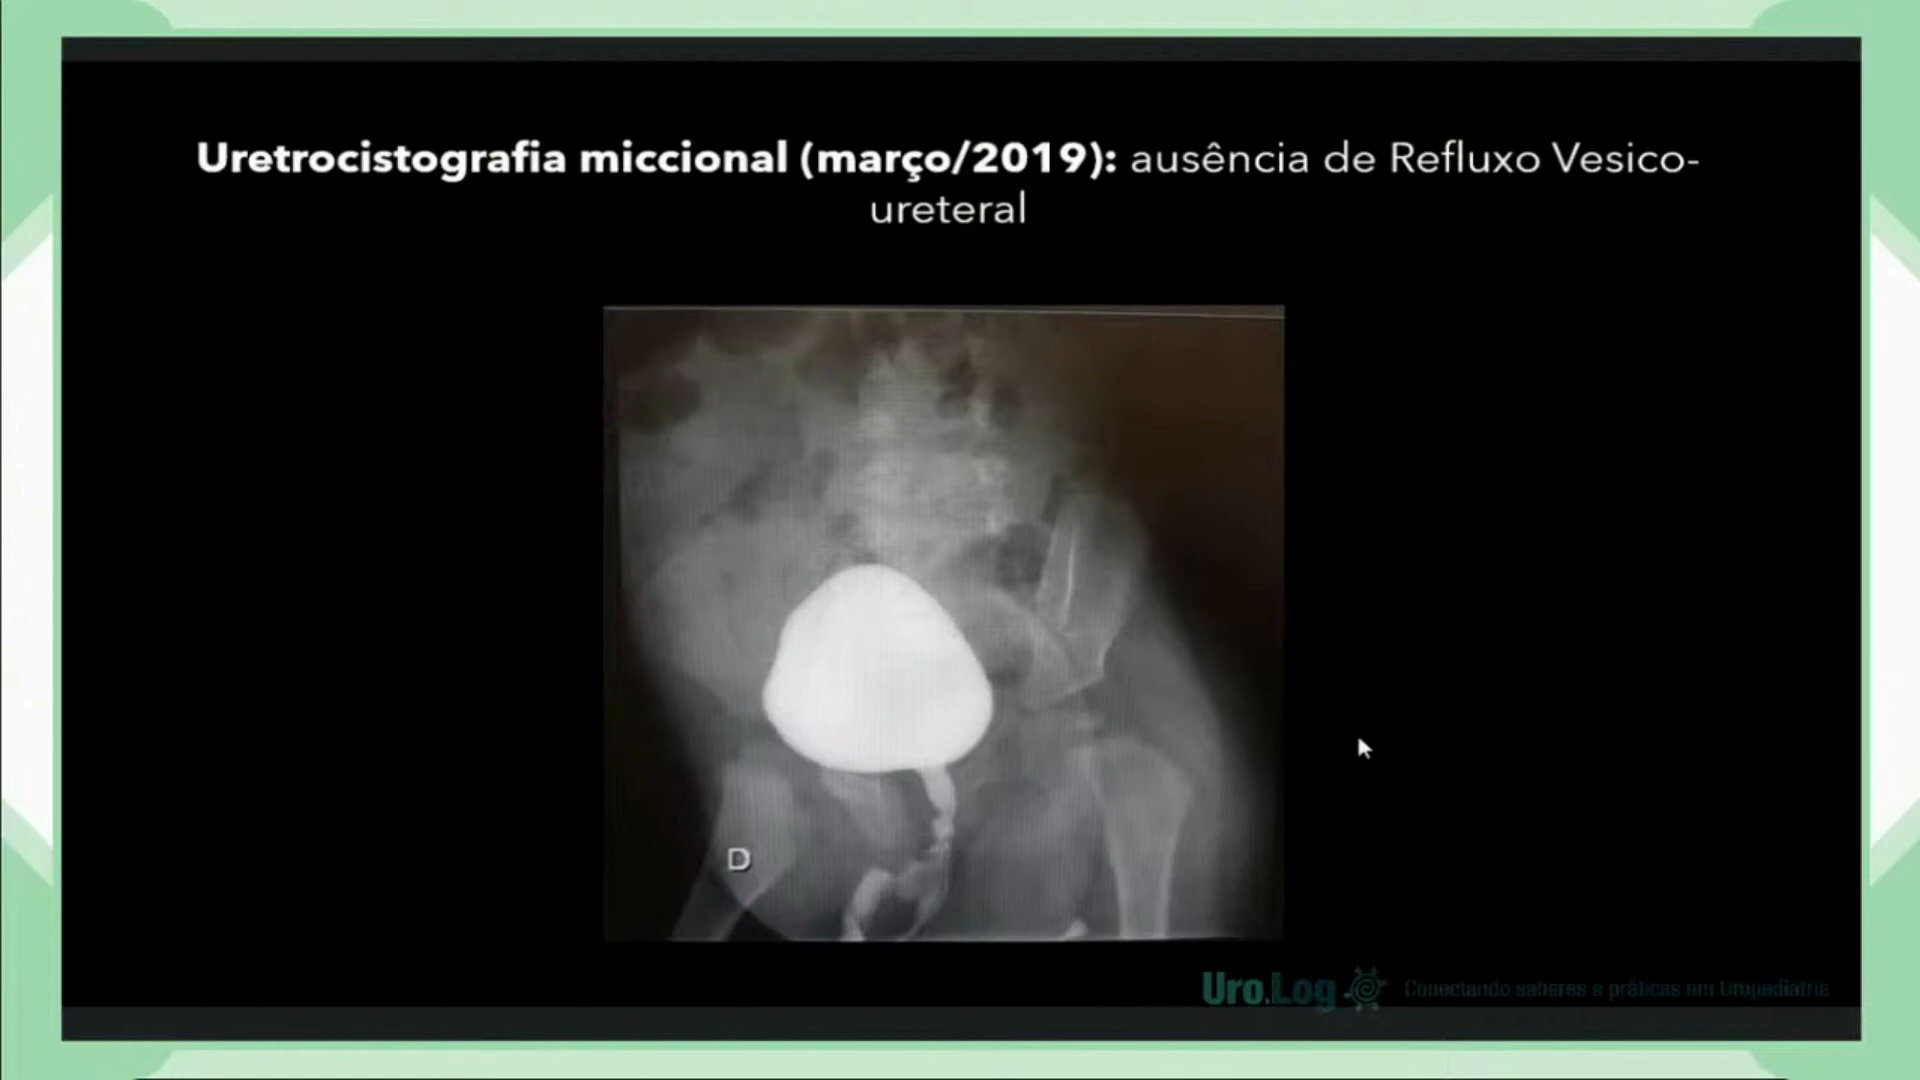 Uretrocistografia miccional (março/2019): ausência de Refluxo Vesico-
ureteral
D
Uro.Log Conectando saberes e práticas em Uropediatria